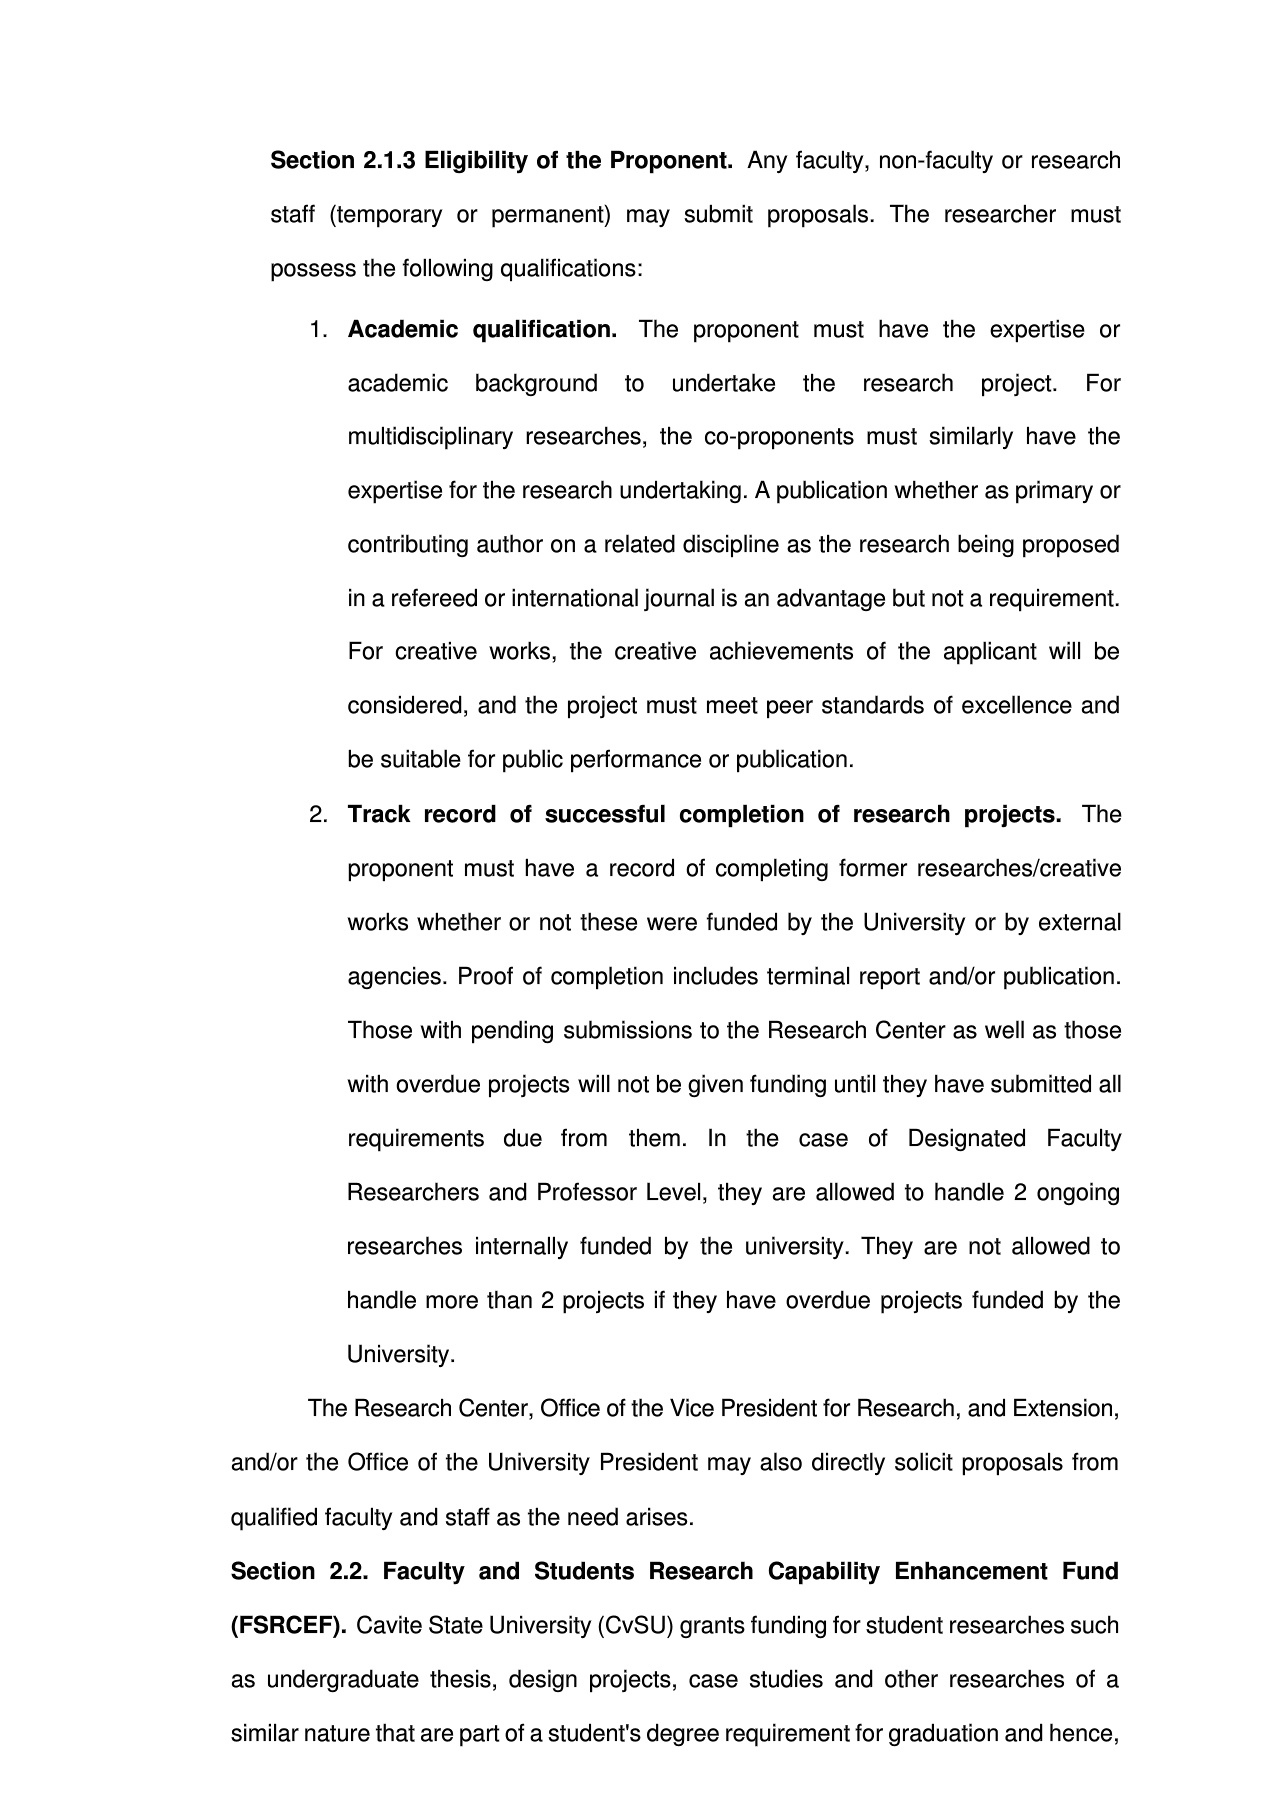 Section 2.1.3 Eligibility of the Proponent. Any faculty, non-faculty or research
staff (temporary or permanent) may submit proposals. The researcher must
possess the following qualifications:
1. Academic qualification. The proponent must have the expertise or
academic background to undertake the research project. For
multidisciplinary researches, the co-proponents must similarly have the
expertise for the research undertaking. A publication whether as primary or
contributing author on a related discipline as the research being proposed
in a refereed or international journal is an advantage but not a requirement.
For creative works, the creative achievements of the applicant will be
considered, and the project must meet peer standards of excellence and
be suitable for public performance or publication.
2. Track record of successful completion of research projects. The
proponent must have a record of completing former researches/creative
works whether or not these were funded by the University or by external
agencies. Proof of completion includes terminal report and/or publication.
Those with pending submissions to the Research Center as well as those
with overdue projects will not be given funding until they have submitted all
requirements due from them. In the case of Designated Faculty
Researchers and Professor Level, they are allowed to handle 2 ongoing
researches internally funded by the university. They are not allowed to
handle more than 2 projects if they have overdue projects funded by the
University.
The Research Center, Office of the Vice President for Research, and Extension,
and/or the Office of the University President may also directly solicit proposals from
qualified faculty and staff as the need arises.
Section 2.2. Faculty and Students Research Capability Enhancement Fund
(FSRCEF). Cavite State University (CvSU) grants funding for student researches such
as undergraduate thesis, design projects, case studies and other researches of a
similar nature that are part of a student's degree requirement for graduation and hence,